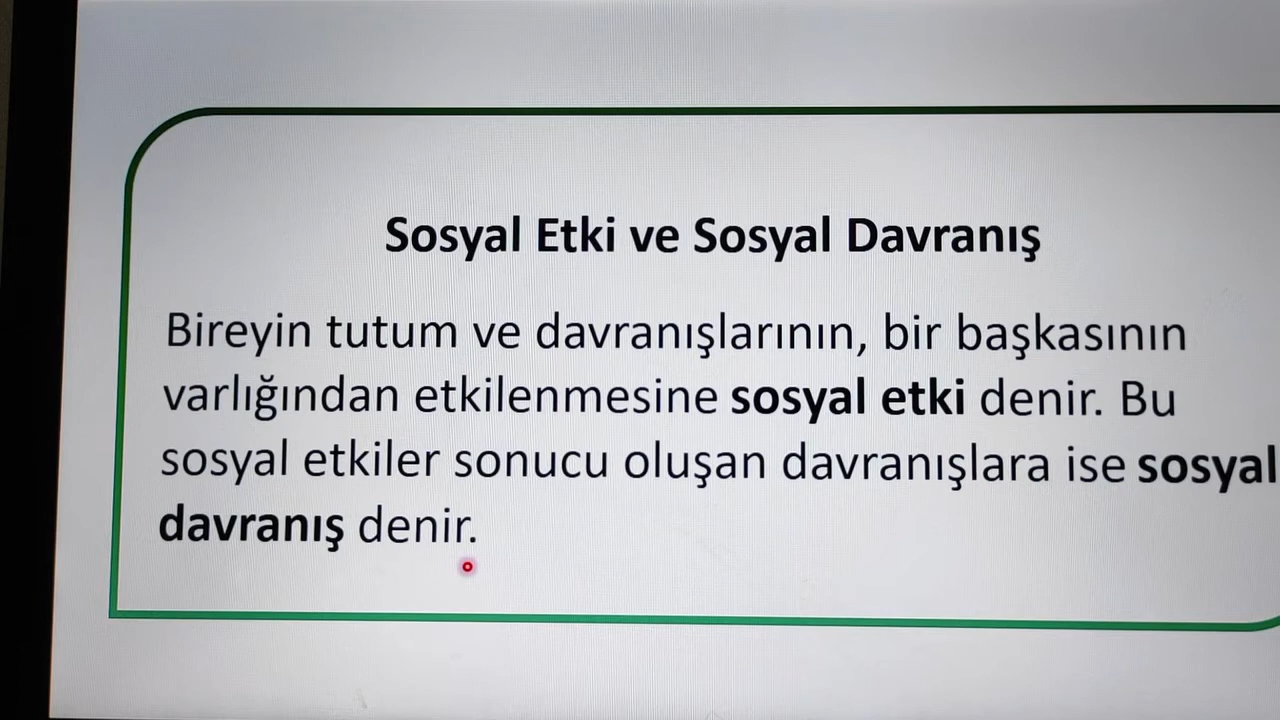 Sosyal Etki ve Sosyal Davranış
Bireyin tutum ve davranışlarının, bir başkasının
varlığından etkilenmesine sosyal etki denir. Bu
sosyal etkiler sonucu oluşan davranışlara ise sosyal
davranış denir.